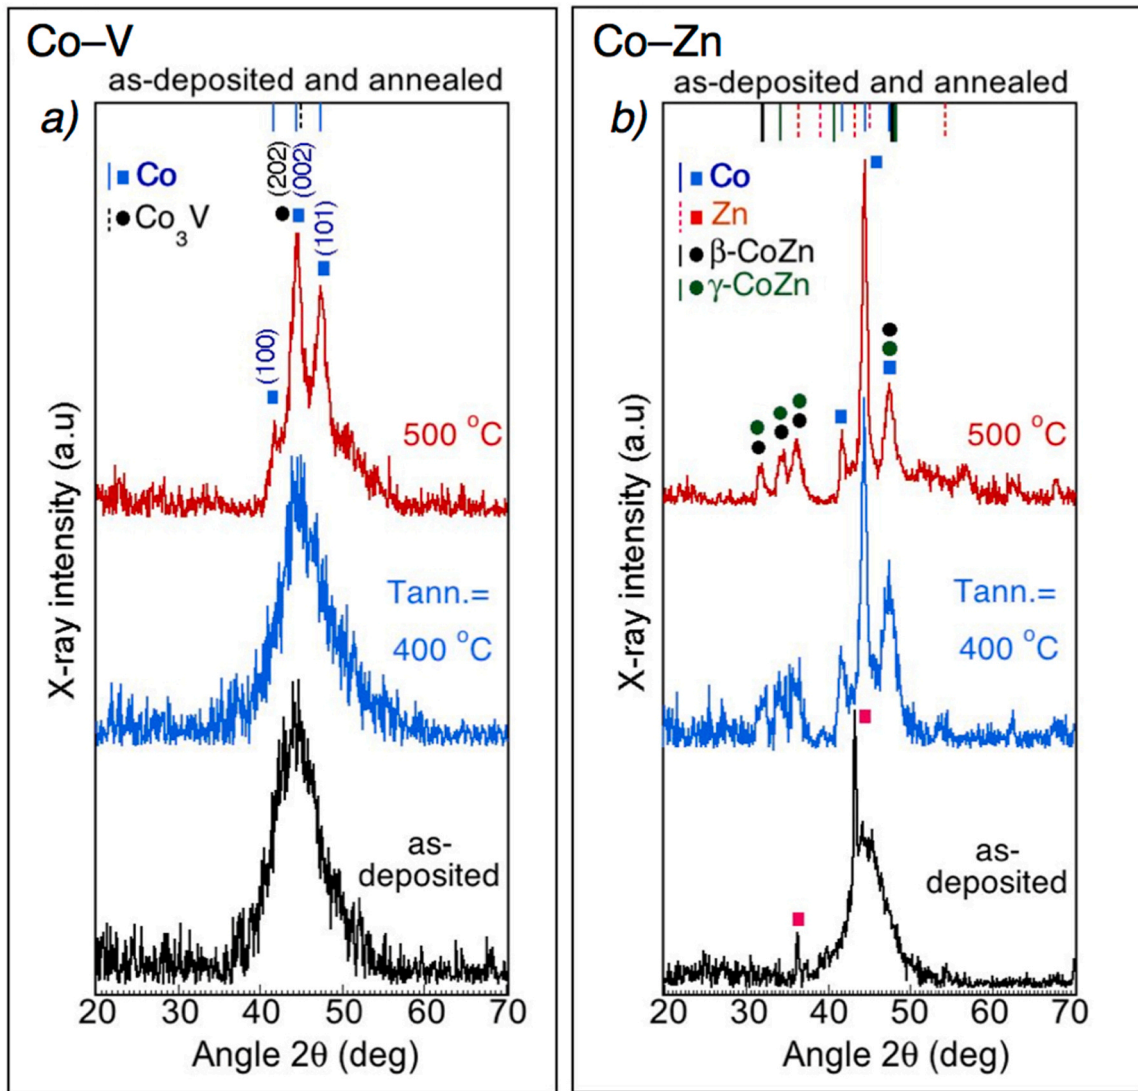 Co–V
as-deposited and annealed
a)
Co
Co3V
(100)
(202)
(002)
(101)
500 °C
Tann.=
400 °C
as-
deposited
X-ray intensity (a.u)
20 30 40 50 60 70
Angle 2θ (deg)
Co–Zn
as-deposited and annealed
b)
Co
Zn
β-CoZn
γ-CoZn
500 °C
Tann.=
400 °C
as-
deposited
X-ray intensity (a.u)
20 30 40 50 60 70
Angle 2θ (deg)